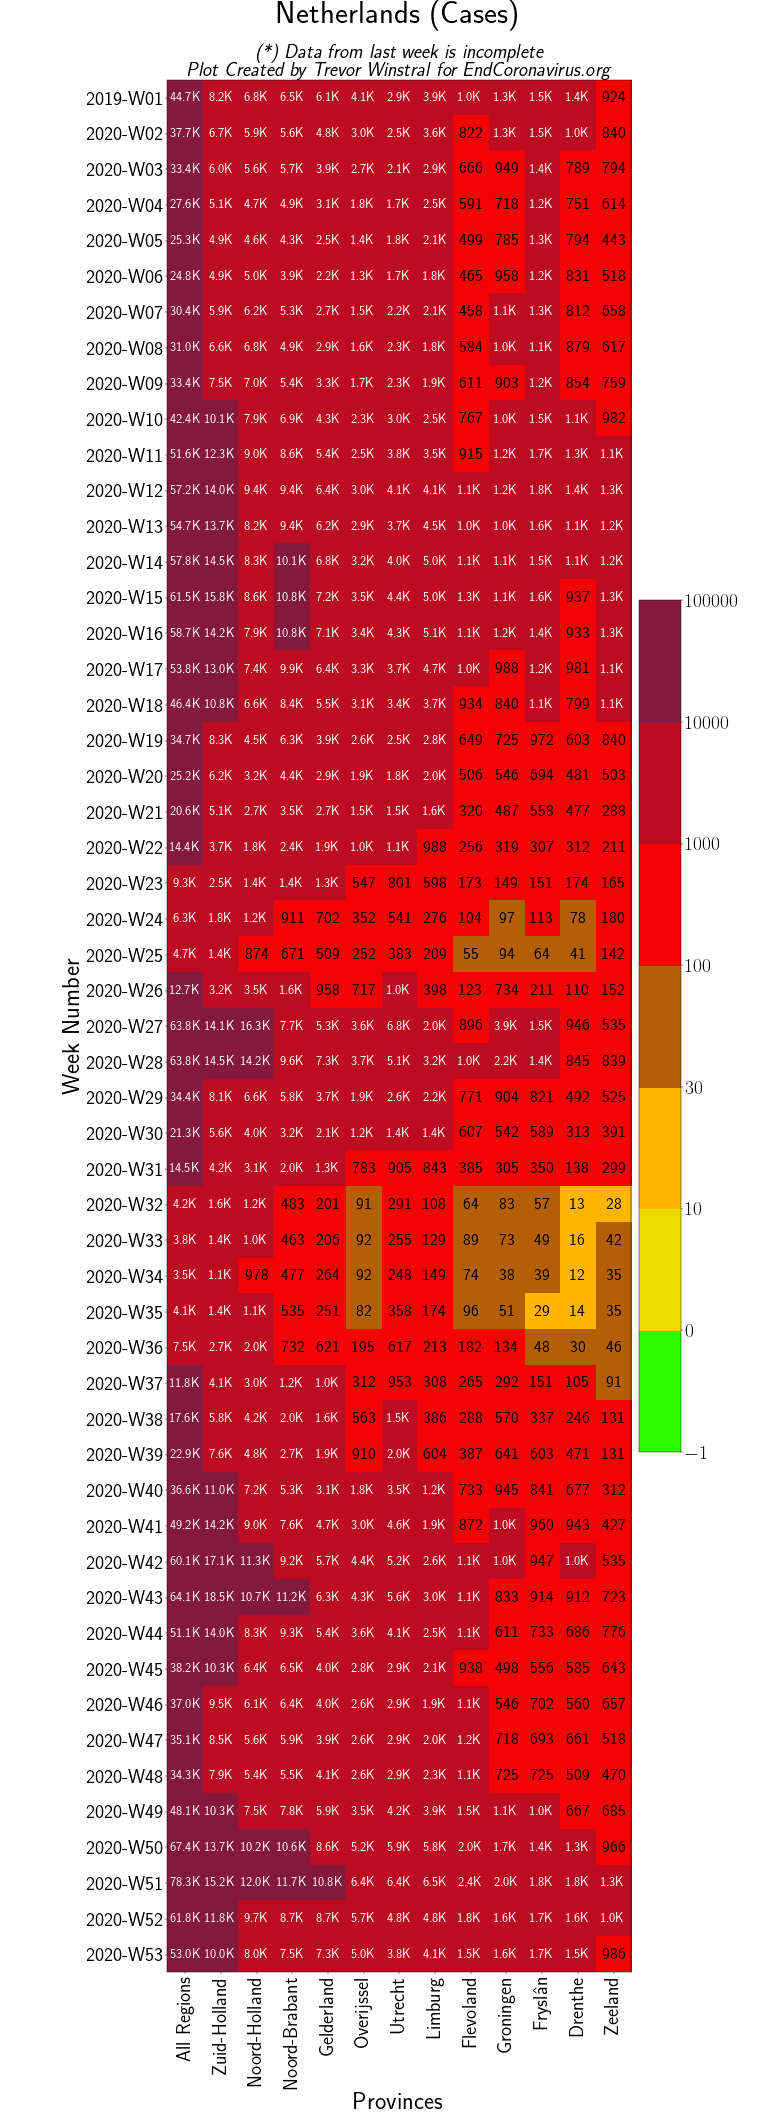 Netherlands (Cases)
(*) Data from last week is incomplete
Plot Created by Trevor Winstral for EndCoronavirus.org
2019-W01 44.7K 8.2K 6.8K 6.5K 6.1K 4.1K 2.9K 3.9K 1.0K 1.3K 1.5K 1.4K 924
2020-W02 37.7K 6.7K 5.9K 5.6K 4.8K 3.0K 2.5K 3.6K 822 1.3K 1.5K 1.0K 840
2020-W03 33.4K 6.0K 5.6K 5.7K 3.9K 2.7K 2.1K 2.9K 666 949 1.4K 789 794
2020-W04 27.6K 5.1K 4.7K 4.9K 3.1K 1.8K 1.7K 2.5K 591 718 1.2K 751 614
2020-W05 25.3K 4.9K 4.6K 4.3K 2.5K 1.4K 1.8K 2.1K 499 785 1.3K 794 443
2020-W06 24.8K 4.9K 5.0K 3.9K 2.2K 1.3K 1.7K 1.8K 465 958 1.2K 831 518
2020-W07 30.4K 5.9K 6.2K 5.3K 2.7K 1.5K 2.2K 2.1K 458 1.1K 1.3K 812 658
2020-W08 31.0K 6.6K 6.8K 4.9K 2.9K 1.6K 2.3K 1.8K 584 1.0K 1.1K 879 617
2020-W09 33.4K 7.5K 7.0K 5.4K 3.3K 1.7K 2.3K 1.9K 611 903 1.2K 854 759
2020-W10 42.4K 10.1K 7.9K 6.9K 4.3K 2.3K 3.0K 2.5K 767 1.0K 1.5K 1.1K 982
2020-W11 51.6K 12.3K 9.0K 8.6K 5.4K 2.5K 3.8K 3.5K 915 1.2K 1.7K 1.3K 1.1K
2020-W12 57.2K 14.0K 9.4K 9.4K 6.4K 3.0K 4.1K 4.1K 1.1K 1.2K 1.8K 1.4K 1.3K
2020-W13 54.7K 13.7K 8.2K 9.4K 6.2K 2.9K 3.7K 4.5K 1.0K 1.0K 1.6K 1.1K 1.2K
2020-W14 57.8K 14.5K 8.3K 10.1K 6.8K 3.2K 4.0K 5.0K 1.1K 1.1K 1.5K 1.1K 1.2K
2020-W15 61.5K 15.8K 8.6K 10.8K 7.2K 3.5K 4.4K 5.0K 1.3K 1.1K 1.6K 937 1.3K
2020-W16 58.7K 14.2K 7.9K 10.8K 7.1K 3.4K 4.3K 5.1K 1.1K 1.2K 1.4K 933 1.3K
2020-W17 53.8K 13.0K 7.4K 9.9K 6.4K 3.3K 3.7K 4.7K 1.0K 988 1.2K 981 1.1K
2020-W18 46.4K 10.8K 6.6K 8.4K 5.5K 3.1K 3.4K 3.7K 934 840 1.1K 799 1.1K
2020-W19 34.7K 8.3K 4.5K 6.3K 3.9K 2.6K 2.5K 2.8K 649 725 972 603 840
2020-W20 25.2K 6.2K 3.2K 4.4K 2.9K 1.9K 1.8K 2.0K 506 546 694 481 503
2020-W21 20.6K 5.1K 2.7K 3.5K 2.7K 1.5K 1.5K 1.6K 320 487 558 477 288
2020-W22 14.4K 3.7K 1.8K 2.4K 1.9K 1.0K 1.1K 988 256 319 307 312 211
2020-W23 9.3K 2.5K 1.4K 1.4K 1.3K 547 801 598 173 149 151 174 165
2020-W24 6.3K 1.8K 1.2K 911 702 352 541 276 104 97 113 78 180
2020-W25 4.7K 1.4K 874 671 509 252 383 209 55 94 64 41 142
2020-W26 12.7K 3.2K 3.5K 1.6K 958 717 1.0K 398 123 734 211 110 152
2020-W27 63.8K 14.1K 16.3K 7.7K 5.3K 3.6K 6.8K 2.0K 896 3.9K 1.5K 946 535
2020-W28 63.8K 14.5K 14.2K 9.6K 7.3K 3.7K 5.1K 3.2K 1.0K 2.2K 1.4K 845 839
2020-W29 34.4K 8.1K 6.6K 5.8K 3.7K 1.9K 2.6K 2.2K 771 904 821 492 525
2020-W30 21.3K 5.6K 4.0K 3.2K 2.1K 1.2K 1.4K 1.4K 607 542 589 313 391
2020-W31 14.5K 4.2K 3.1K 2.0K 1.3K 783 905 843 385 305 350 138 299
2020-W32 4.2K 1.6K 1.2K 483 201 91 291 108 64 83 57 13 28
2020-W33 3.8K 1.4K 1.0K 463 206 92 255 129 89 73 49 16 42
2020-W34 3.5K 1.1K 978 477 264 92 248 149 74 38 39 12 35
2020-W35 4.1K 1.4K 1.1K 535 251 82 358 174 96 51 29 14 35
2020-W36 7.5K 2.7K 2.0K 732 621 195 617 213 182 134 48 30 46
2020-W37 11.8K 4.1K 3.0K 1.2K 1.0K 312 953 308 265 292 151 105 91
2020-W38 17.6K 5.8K 4.2K 2.0K 1.6K 563 1.5K 386 288 570 337 246 131
2020-W39 22.9K 7.6K 4.8K 2.7K 1.9K 910 2.0K 604 387 641 603 471 131
2020-W40 36.6K 11.0K 7.2K 5.3K 3.1K 1.8K 3.5K 1.2K 733 945 841 677 312
2020-W41 49.2K 14.2K 9.0K 7.6K 4.7K 3.0K 4.6K 1.9K 872 1.0K 960 943 427
2020-W42 60.1K 17.1K 11.3K 9.2K 5.7K 4.4K 5.2K 2.6K 1.1K 1.0K 947 1.0K 535
2020-W43 64.1K 18.5K 10.7K 11.2K 6.3K 4.3K 5.6K 3.0K 1.1K 833 914 912 723
2020-W44 51.1K 14.0K 8.3K 9.3K 5.4K 3.6K 4.1K 2.5K 1.1K 611 733 686 776
2020-W45 38.2K 10.3K 6.4K 6.5K 4.0K 2.8K 2.9K 2.1K 938 498 556 585 643
2020-W46 37.0K 9.5K 6.1K 6.4K 4.0K 2.6K 2.9K 1.9K 1.1K 546 702 560 657
2020-W47 35.1K 8.5K 5.6K 5.9K 3.9K 2.6K 2.9K 2.0K 1.2K 718 693 661 518
2020-W48 34.3K 7.9K 5.4K 5.5K 4.1K 2.6K 2.9K 2.3K 1.1K 725 725 509 470
2020-W49 48.1K 10.3K 7.5K 7.8K 5.9K 3.5K 4.2K 3.9K 1.5K 1.1K 1.0K 667 685
2020-W50 67.4K 13.7K 10.2K 10.6K 8.6K 5.2K 5.9K 5.8K 2.0K 1.7K 1.4K 1.3K 966
2020-W51 78.3K 15.2K 12.0K 11.7K 10.8K 6.4K 6.4K 6.5K 2.4K 2.0K 1.8K 1.8K 1.3K
2020-W52 61.8K 11.8K 9.7K 8.7K 8.7K 5.7K 4.8K 4.8K 1.8K 1.6K 1.7K 1.6K 1.0K
2020-W53 53.0K 10.0K 8.0K 7.5K 7.3K 5.0K 3.8K 4.1K 1.5K 1.6K 1.7K 1.5K 986
Week Number
All Regions
Zuid-Holland
Noord-Holland
Noord-Brabant
Gelderland
Overijssel
Utrecht
Limburg
Flevoland
Groningen
Fryslân
Drenthe
Zeeland
Provinces
100000
10000
1000
100
30
10
0
−1